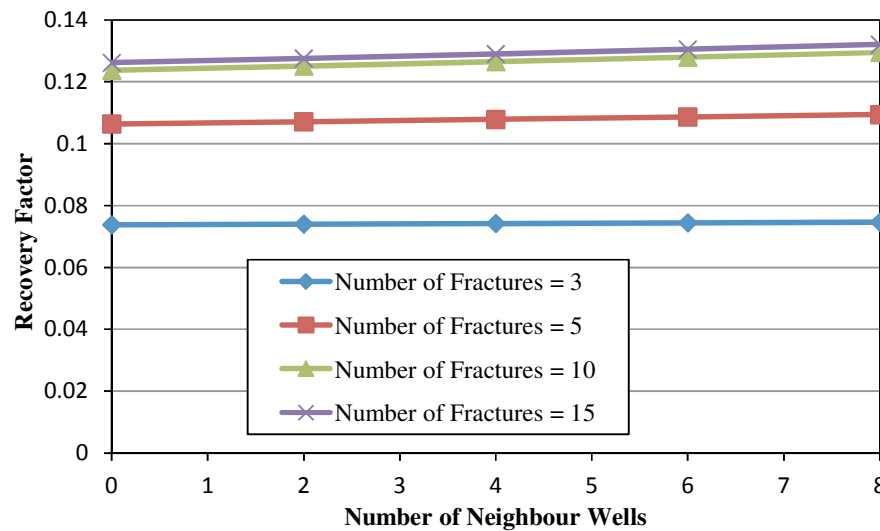 0.14
0.12
0.1
0.08
0.06
0.04
0.02
0
Recovery Factor
Number of Fractures = 3
Number of Fractures = 5
Number of Fractures = 10
Number of Fractures = 15
0 1 2 3 4 5 6 7 8
Number of Neighbour Wells